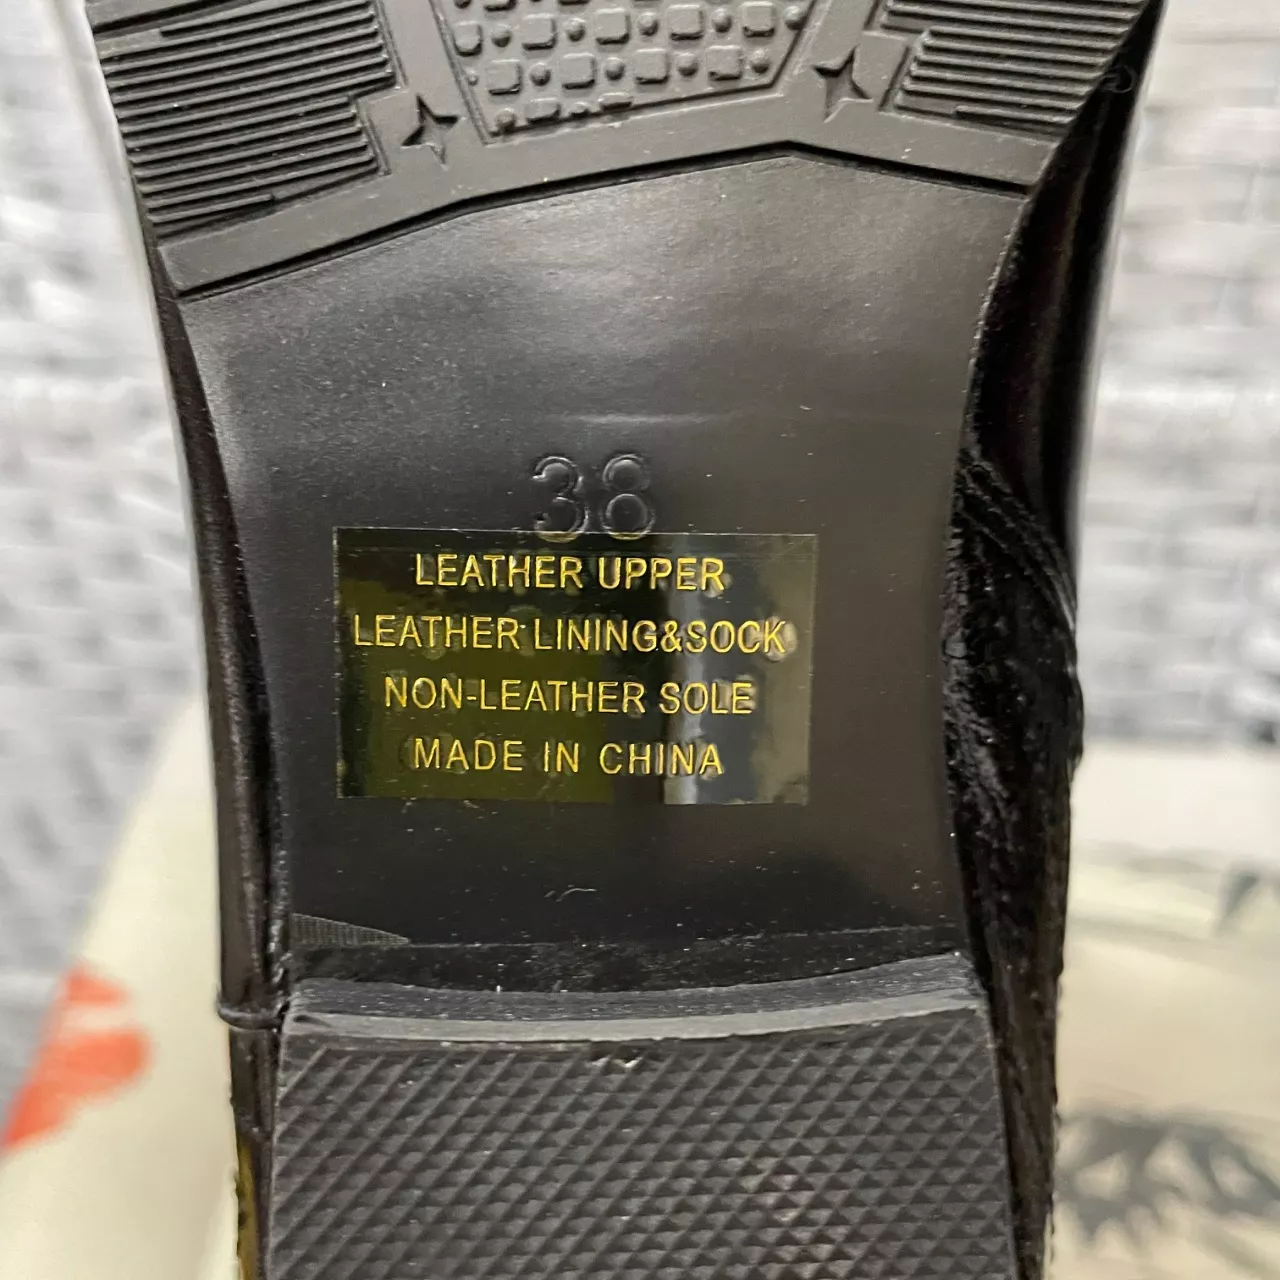 38
LEATHER UPPER
LEATHER LINING&SOCK
NON-LEATHER SOLE
MADE IN CHINA